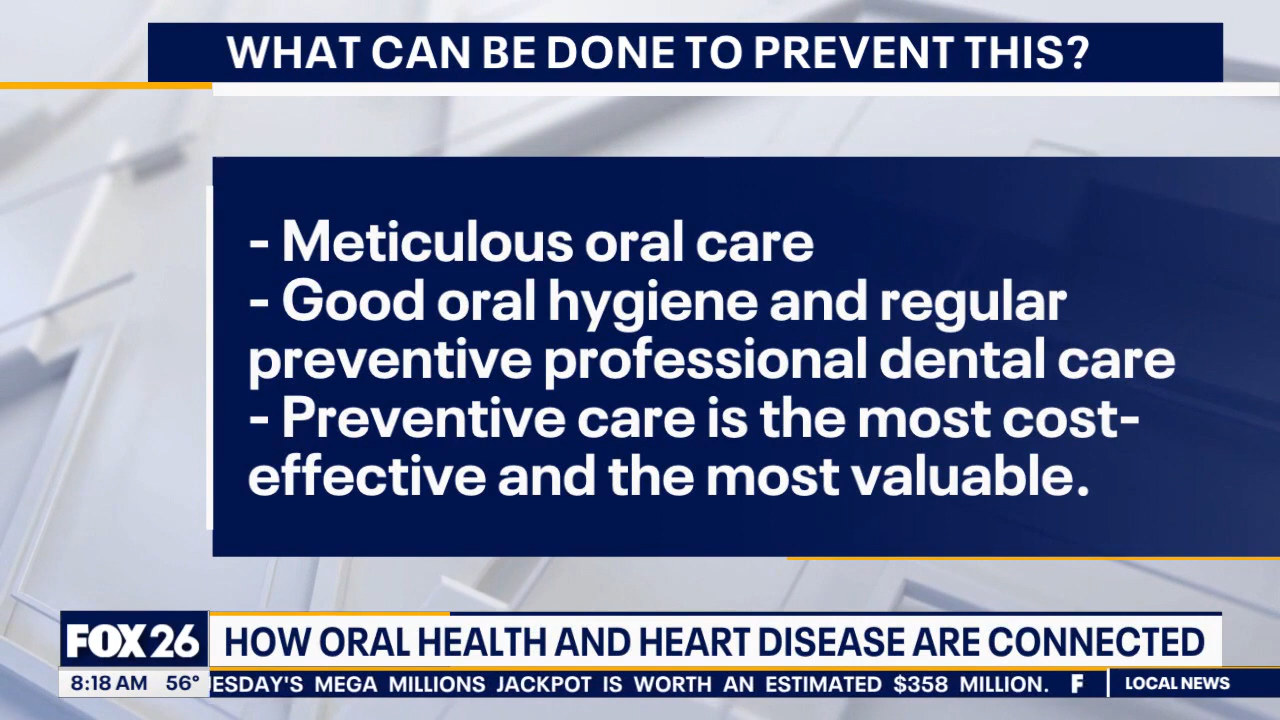 WHAT CAN BE DONE TO PREVENT THIS?
- Meticulous oral care
- Good oral hygiene and regular
preventive professional dental care
- Preventive care is the most cost-
effective and the most valuable.
FOX 26
HOW ORAL HEALTH AND HEART DISEASE ARE CONNECTED
8:18 AM 56° ESDAY'S MEGA MILLIONS JACKPOT IS WORTH AN ESTIMATED $358 MILLION. F LOCAL NEWS